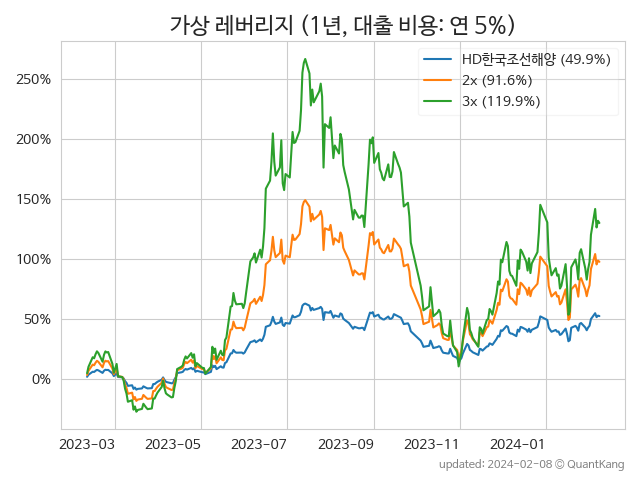 가상 레버리지 (1년, 대출 비용: 연 5%)
HD한국조선해양 (49.9%)
2x (91.6%)
3x (119.9%)
250%
200%
150%
100%
50%
0%
2023-03 2023-05 2023-07 2023-09 2023-11 2024-01
updated: 2024-02-08 © QuantKang